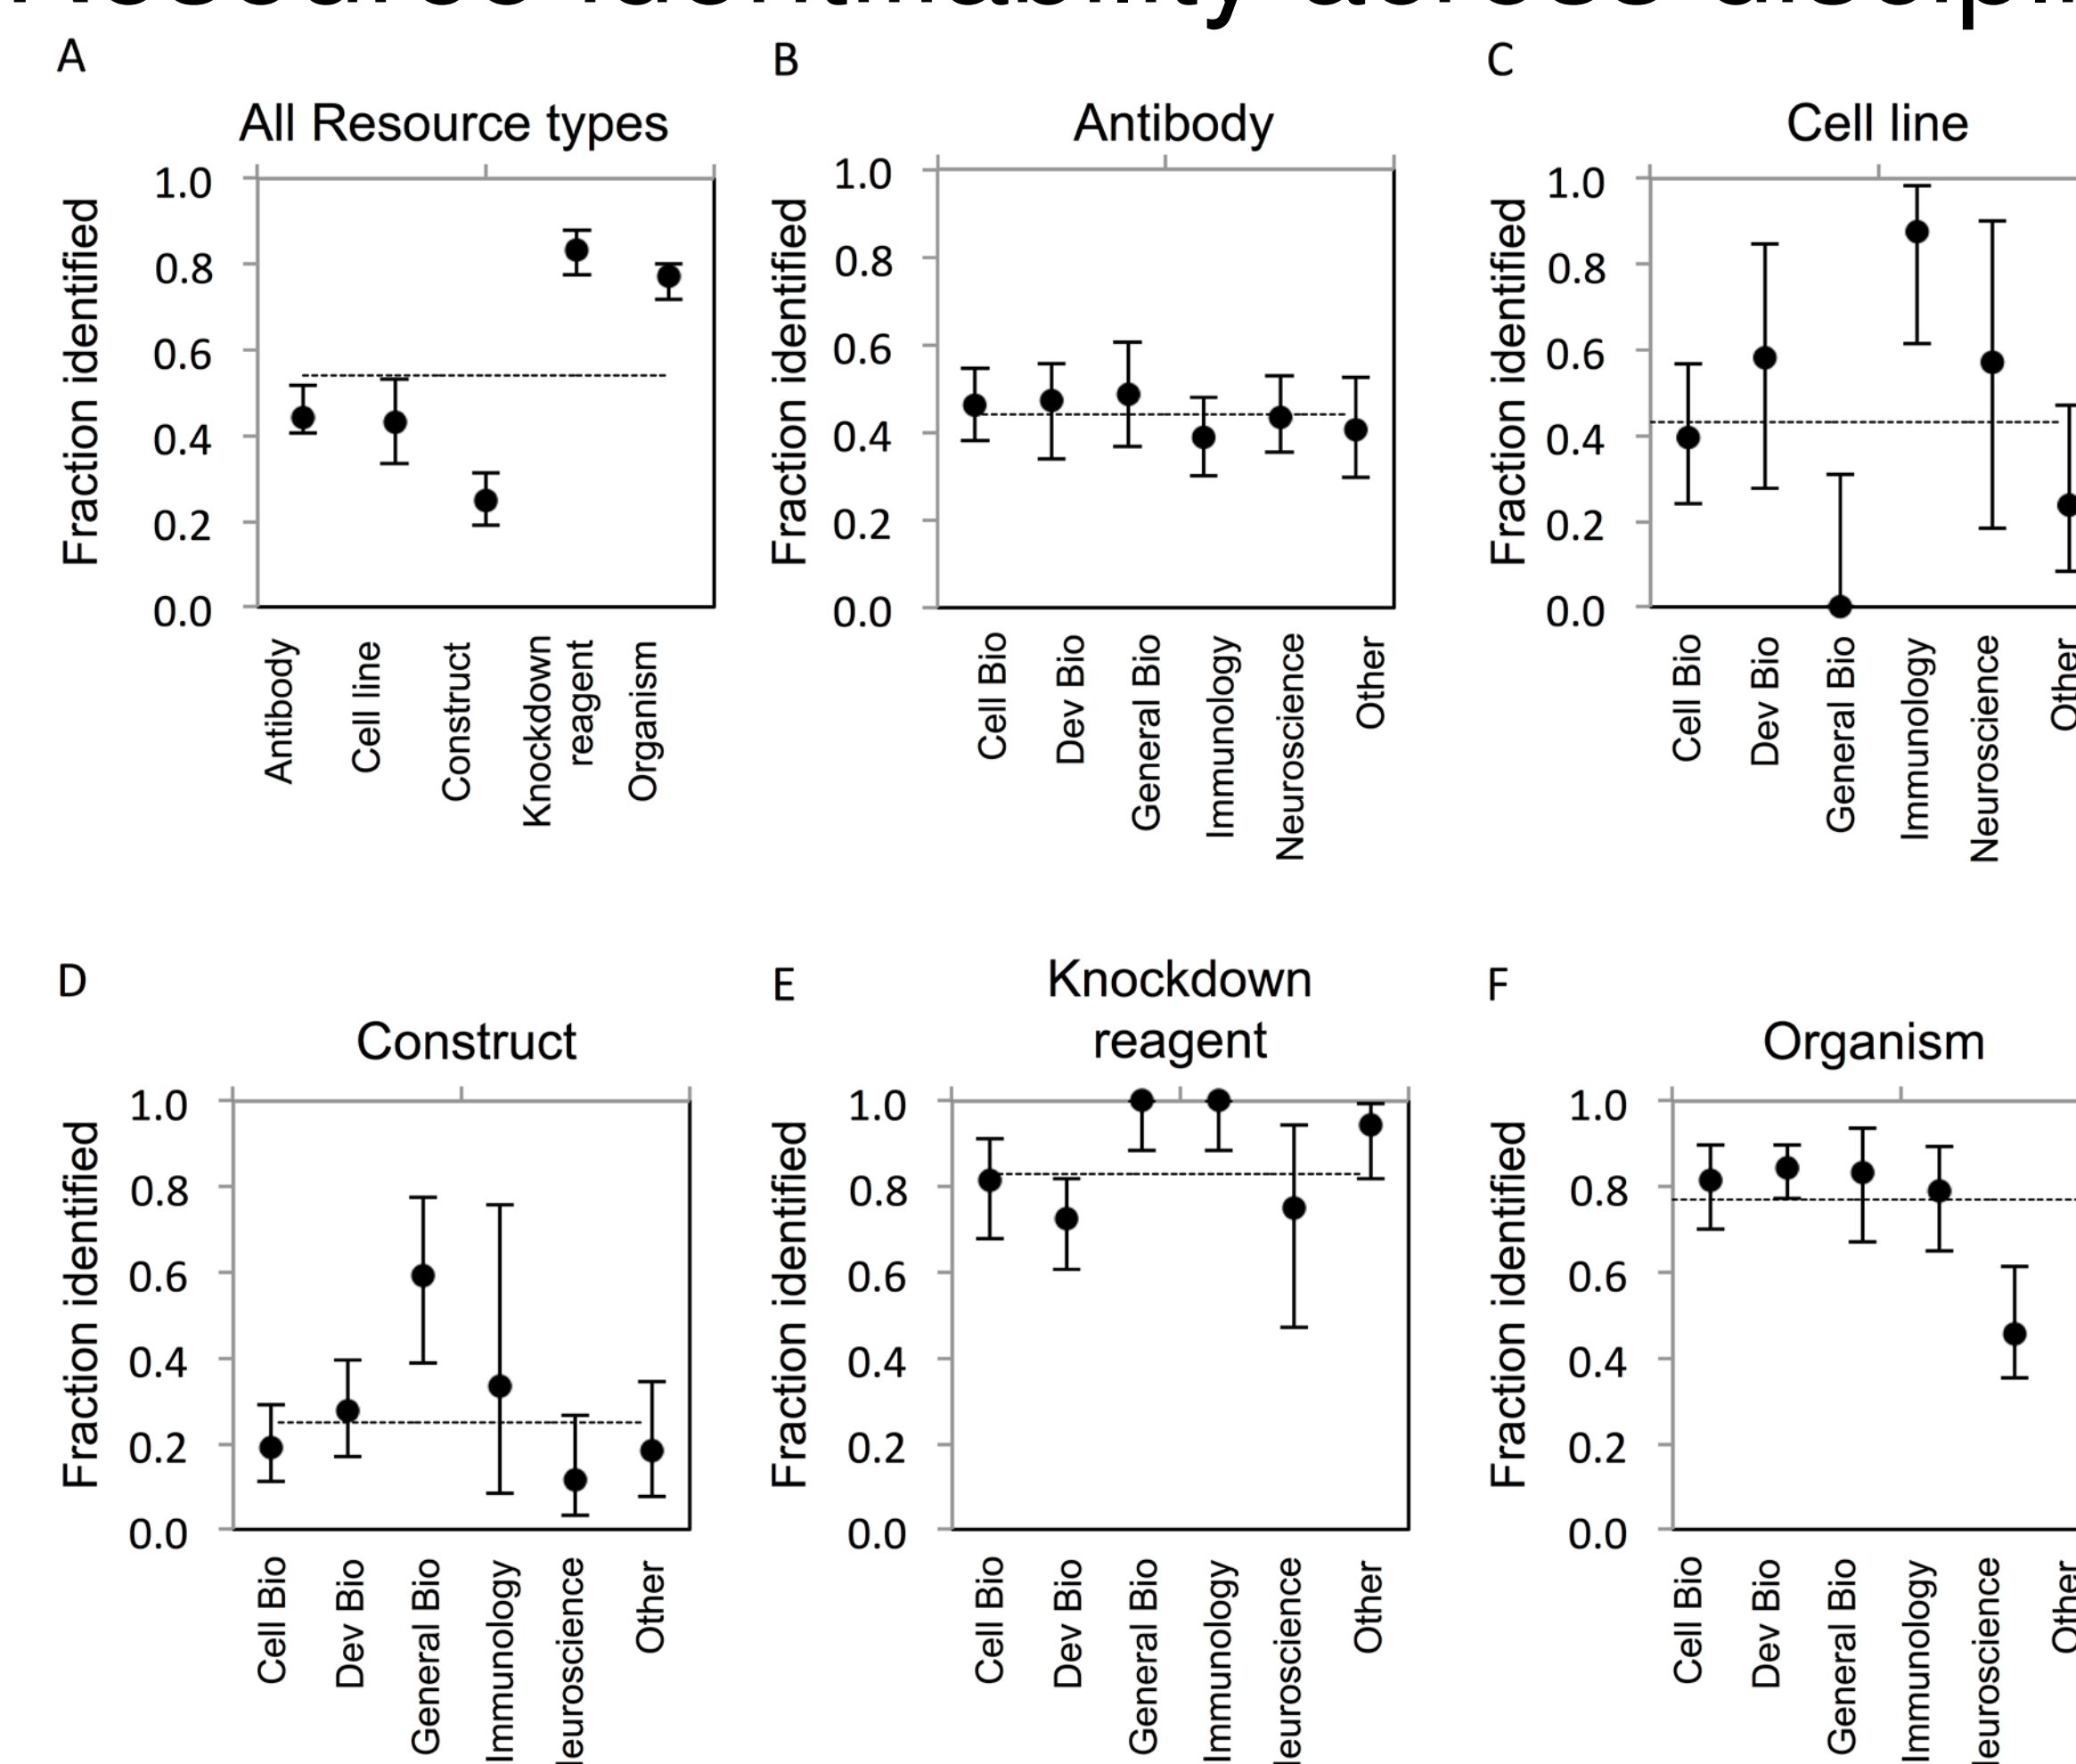 A
All Resource types
Fraction identified
1.0
0.8
0.6
0.4
0.2
0.0
Antibody
Cell line
Construct
Knockdown
reagent
Organism
B
Antibody
Fraction identified
1.0
0.8
0.6
0.4
0.2
0.0
Cell Bio
Dev Bio
General Bio
Immunology
Neuroscience
Other
C
Cell line
Fraction identified
1.0
0.8
0.6
0.4
0.2
0.0
Cell Bio
Dev Bio
General Bio
Immunology
Neuroscience
Other
D
Construct
Fraction identified
1.0
0.8
0.6
0.4
0.2
0.0
Cell Bio
Dev Bio
General Bio
Immunology
euroscience
Other
E
Knockdown
reagent
Fraction identified
1.0
0.8
0.6
0.4
0.2
0.0
Cell Bio
Dev Bio
General Bio
Immunology
euroscience
Other
F
Organism
Fraction identified
1.0
0.8
0.6
0.4
0.2
0.0
Cell Bio
Dev Bio
General Bio
Immunology
euroscience
Other